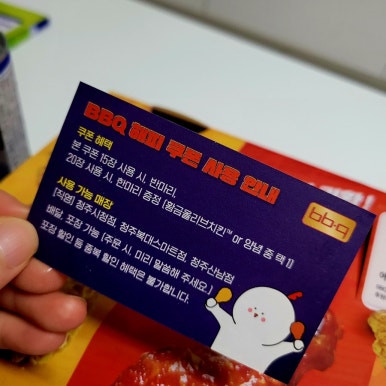 BBQ 해피 쿠폰 사용 안내
쿠폰 혜택
본 쿠폰 15장 사용 시, 반마리,
20장 사용 시, 한마리 증정 (황금올리브치킨™ or 양념 중 택 1)
사용 가능 매장
[직영] 청주시청점, 청주복대스마트점, 청주산남점
배달, 포장 가능 (주문 시, 미리 말씀해 주세요.)
포장 할인 등 중복 할인 혜택은 불가합니다.
bb.q